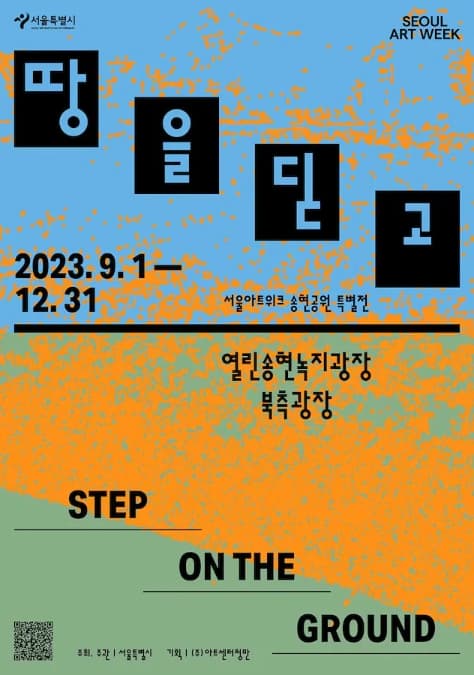 서울특별시
SEOUL
ART WEEK
땅을딛고
2023. 9. 1—
12. 31
서울아트위크 송현공원 특별전
열린송현녹지광장
북측광장
STEP
ON THE
GROUND
주최, 주관 | 서울특별시 기획 | (주)아트센터청만